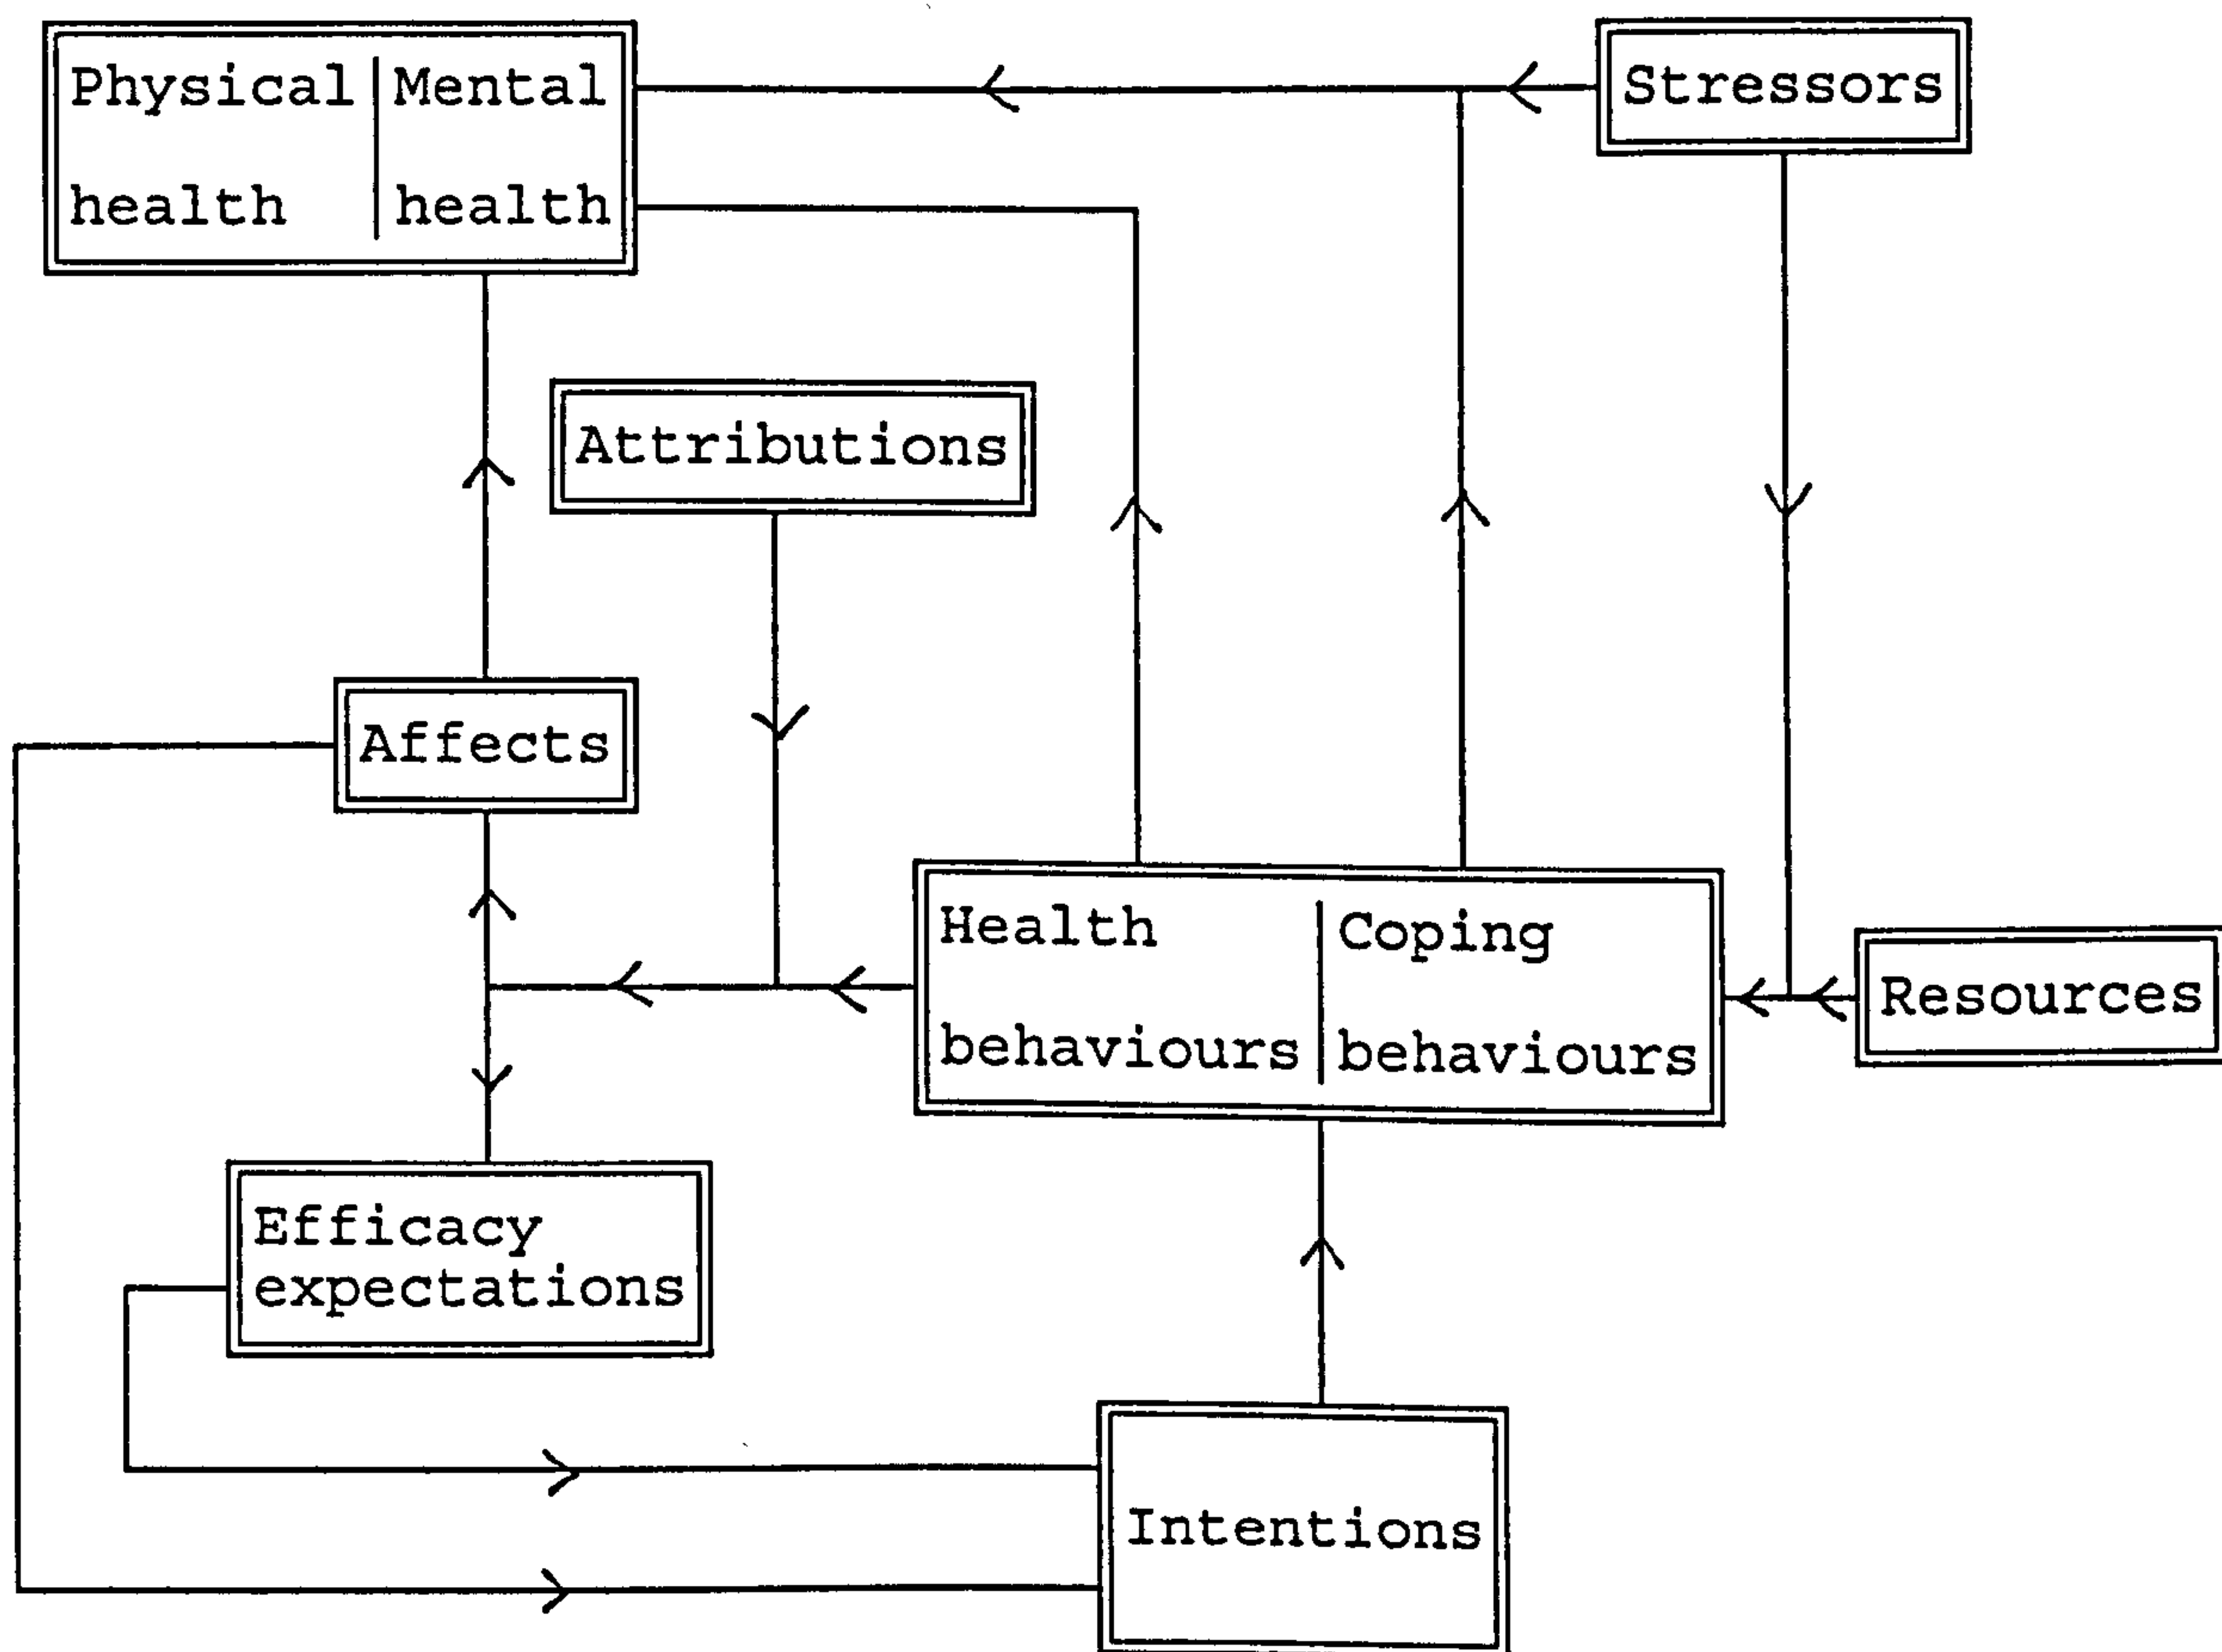 Physical
health
Mental
health
Stressors
Attributions
Affects
Health
behaviours
Coping
behaviours
Resources
Efficacy
expectations
Intentions